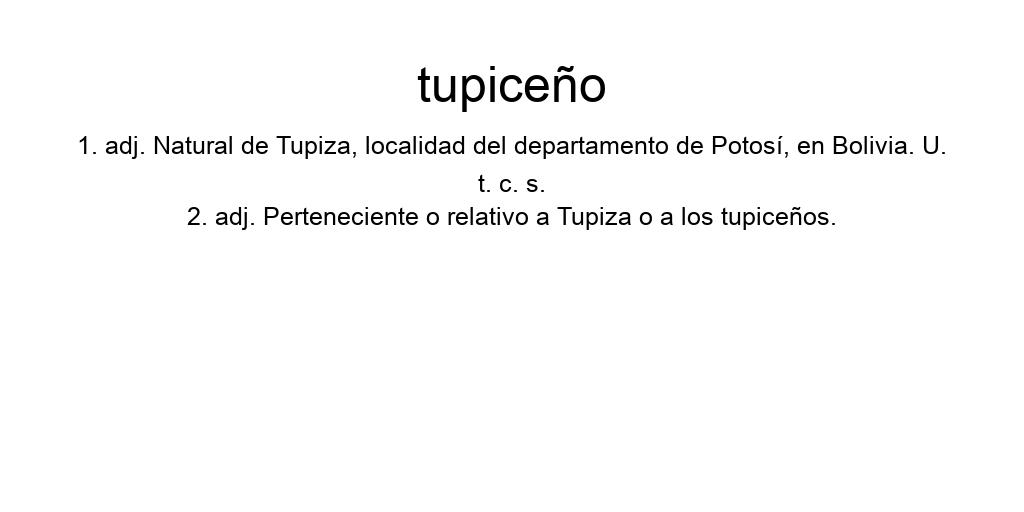 tupiceño
1. adj. Natural de Tupiza, localidad del departamento de Potosí, en Bolivia. U.
t. c. s.
2. adj. Perteneciente o relativo a Tupiza o a los tupiceños.